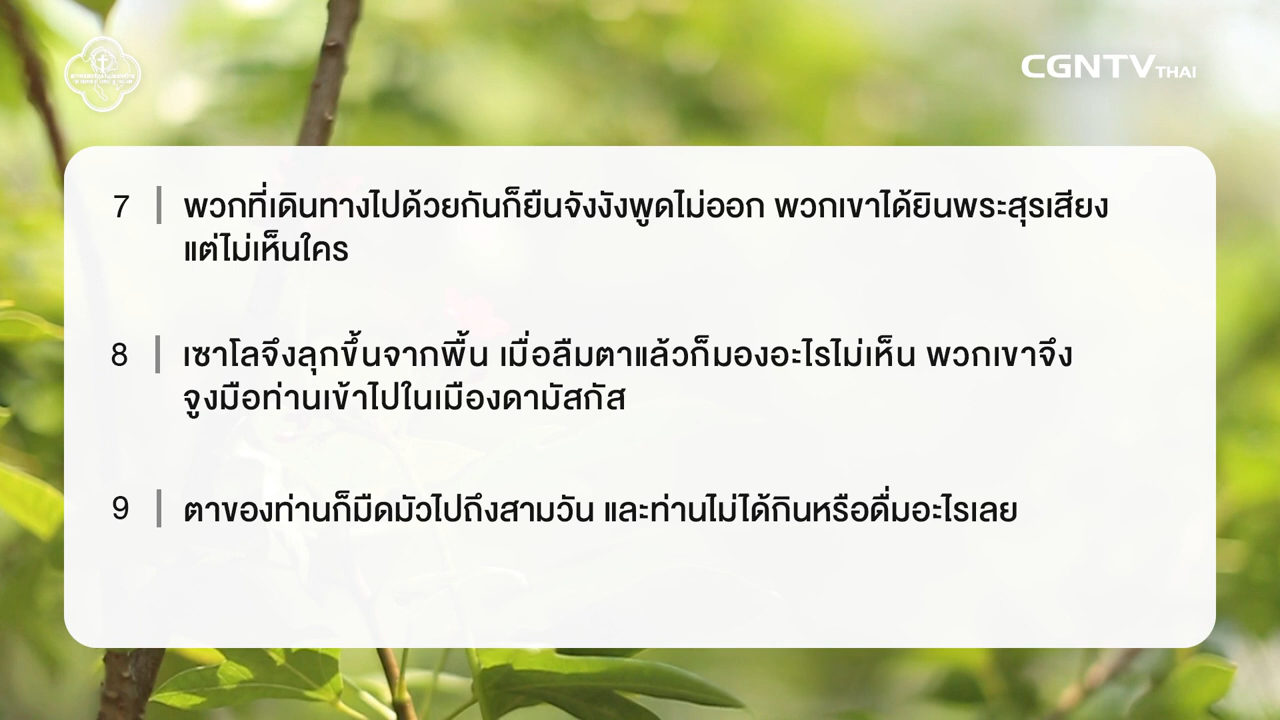 CGNTV THAI
7 พวกที่เดินทางไปด้วยกันก็ยืนจังงังพูดไม่ออก พวกเขาได้ยินพระสุรเสียง
แต่ไม่เห็นใคร
8 เซาโลจึงลุกขึ้นจากพื้น เมื่อลืมตาแล้วก็มองอะไรไม่เห็น พวกเขาจึง
จูงมือท่านเข้าไปในเมืองดามัสกัส
9 ตาของท่านก็มืดมัวไปถึงสามวัน และท่านไม่ได้กินหรือดื่มอะไรเลย